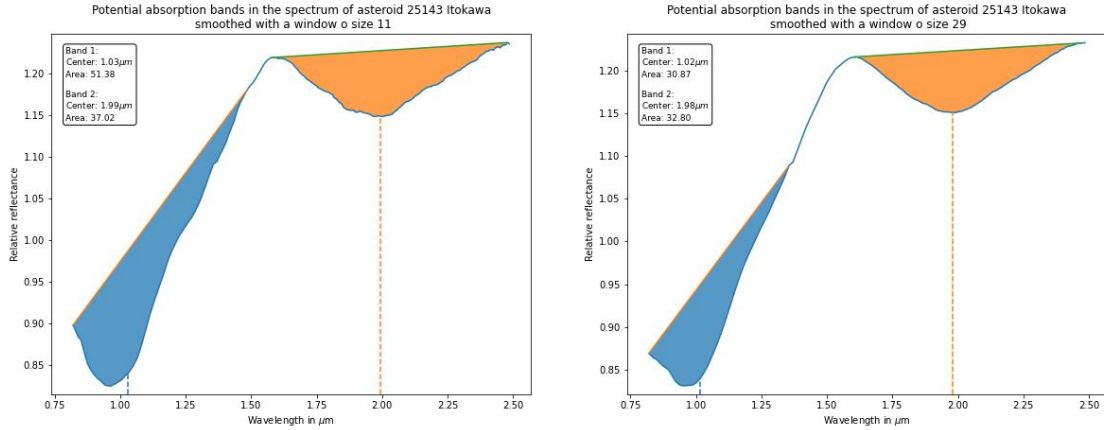 Potential absorption bands in the spectrum of asteroid 25143 Itokawa
smoothed with a window o size 11
Band 1:
Center: 1.03μm
Area: 51.38
Band 2:
Center: 1.99μm
Area: 37.02
Relative reflectance
1.20
1.15
1.10
1.05
1.00
0.95
0.90
0.85
0.75
1.00
1.25
1.50
1.75
2.00
2.25
2.50
Wavelength in μm
Potential absorption bands in the spectrum of asteroid 25143 Itokawa
smoothed with a window o size 29
Band 1:
Center: 1.02μm
Area: 30.87
Band 2:
Center: 1.98μm
Area: 32.80
Relative reflectance
1.20
1.15
1.10
1.05
1.00
0.95
0.90
0.85
0.75
1.00
1.25
1.50
1.75
2.00
2.25
2.50
Wavelength in μm